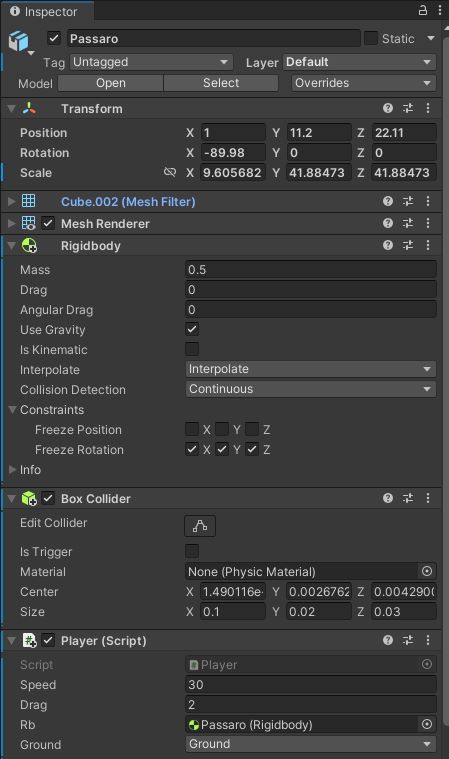 Inspector
Passaro Static
Tag Untagged Layer Default
Model Open Select Overrides
Transform
Position X 1 Y 11.2 Z 22.11
Rotation X -89.98 Y 0 Z 0
Scale X 9.605682 Y 41.88473 Z 41.88473
Cube.002 (Mesh Filter)
Mesh Renderer
Rigidbody
Mass 0.5
Drag 0
Angular Drag 0
Use Gravity
Is Kinematic
Interpolate Interpolate
Collision Detection Continuous
Constraints
Freeze Position X Y Z
Freeze Rotation X Y Z
Info
Box Collider
Edit Collider
Is Trigger
Material None (Physic Material)
Center X 1.490116e- Y 0.0026762 Z 0.0042900
Size X 0.1 Y 0.02 Z 0.03
# Player (Script)
Script # Player
Speed 30
Drag 2
Rb Passaro (Rigidbody)
Ground Ground